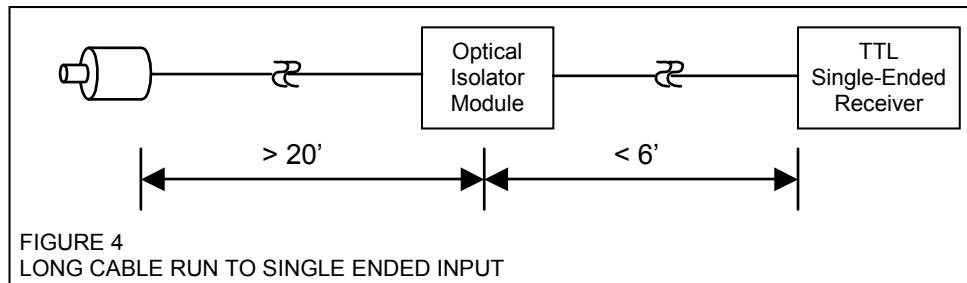 Optical
Isolator
Module
TTL
Single-Ended
Receiver
> 20'
< 6'
FIGURE 4
LONG CABLE RUN TO SINGLE ENDED INPUT